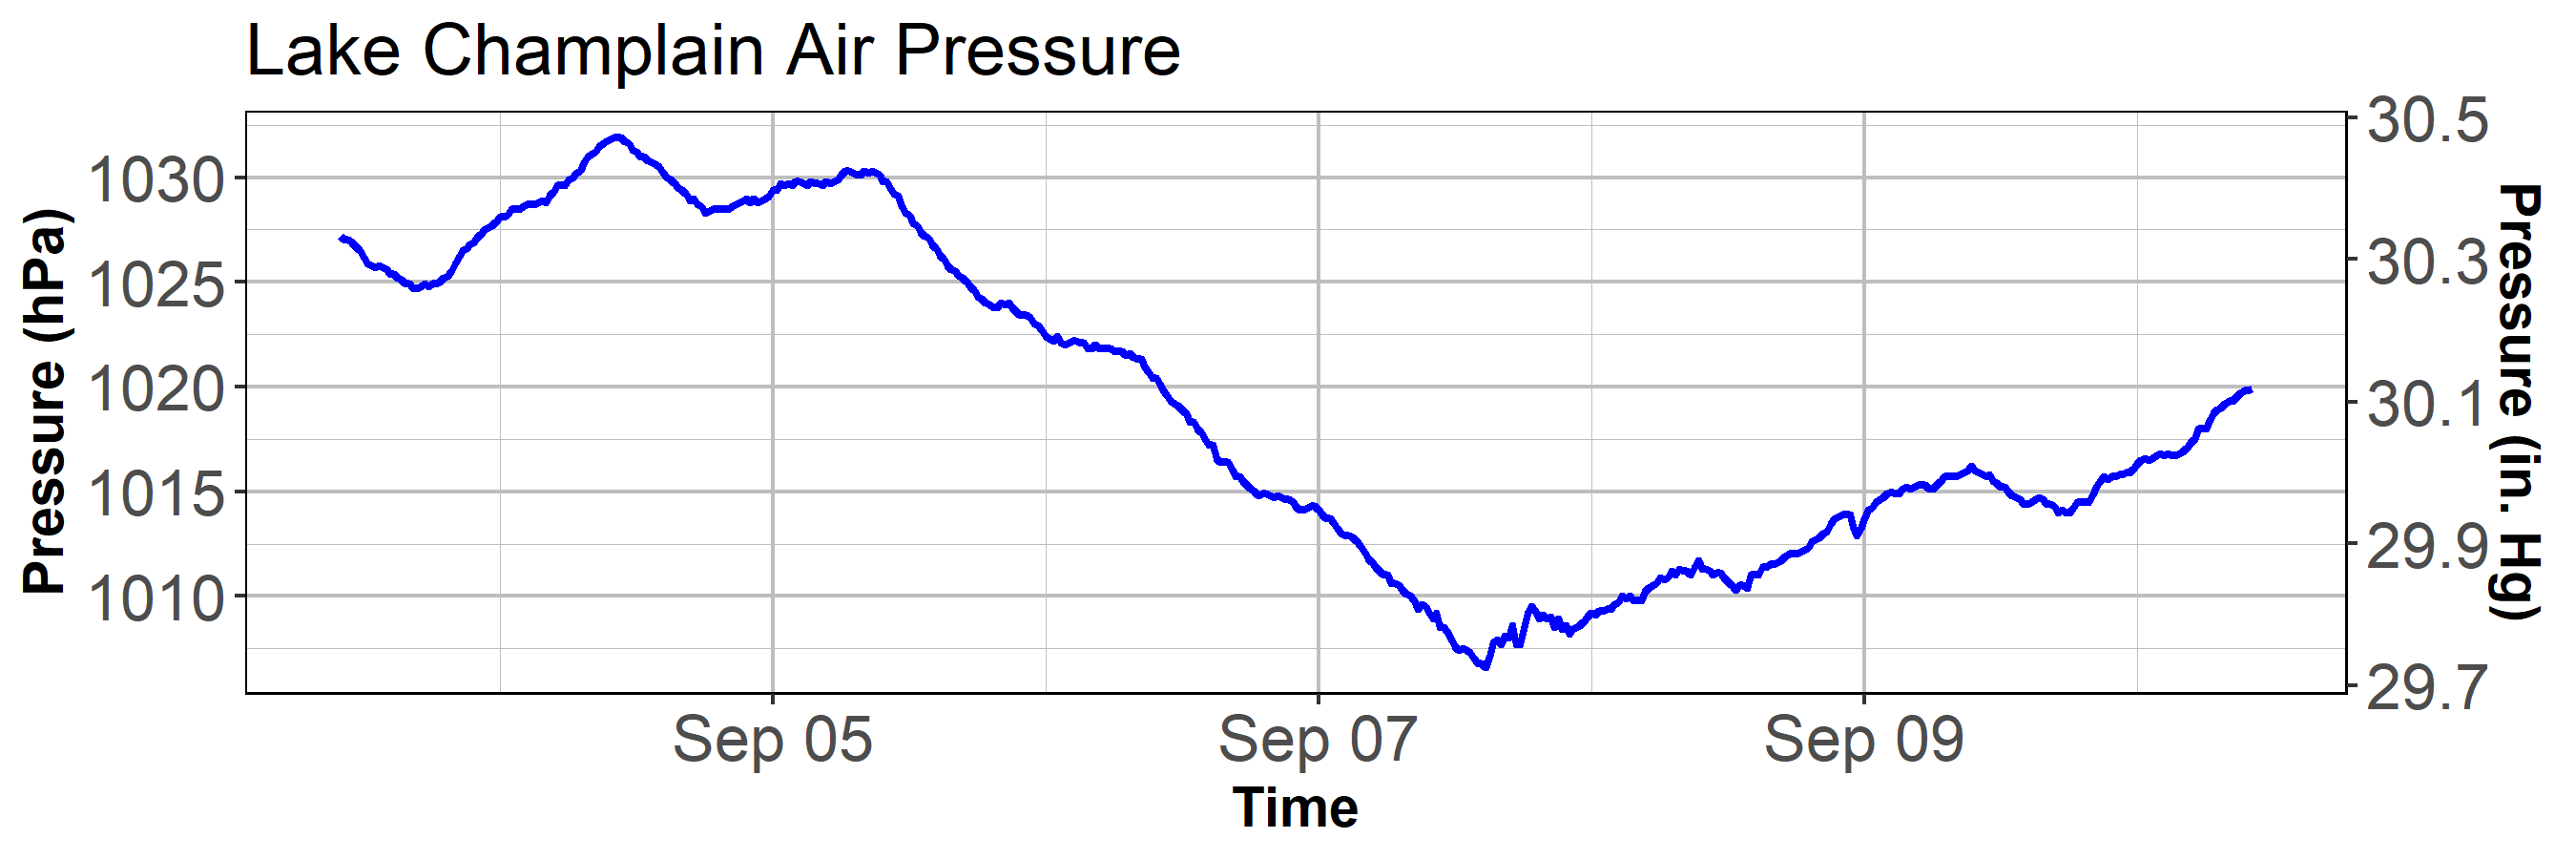 Lake Champlain Air Pressure
Pressure (hPa)
1030
1025
1020
1015
1010
30.5
30.3
30.1
29.9
29.7
Pressure (in. Hg)
Sep 05 Sep 07 Sep 09
Time